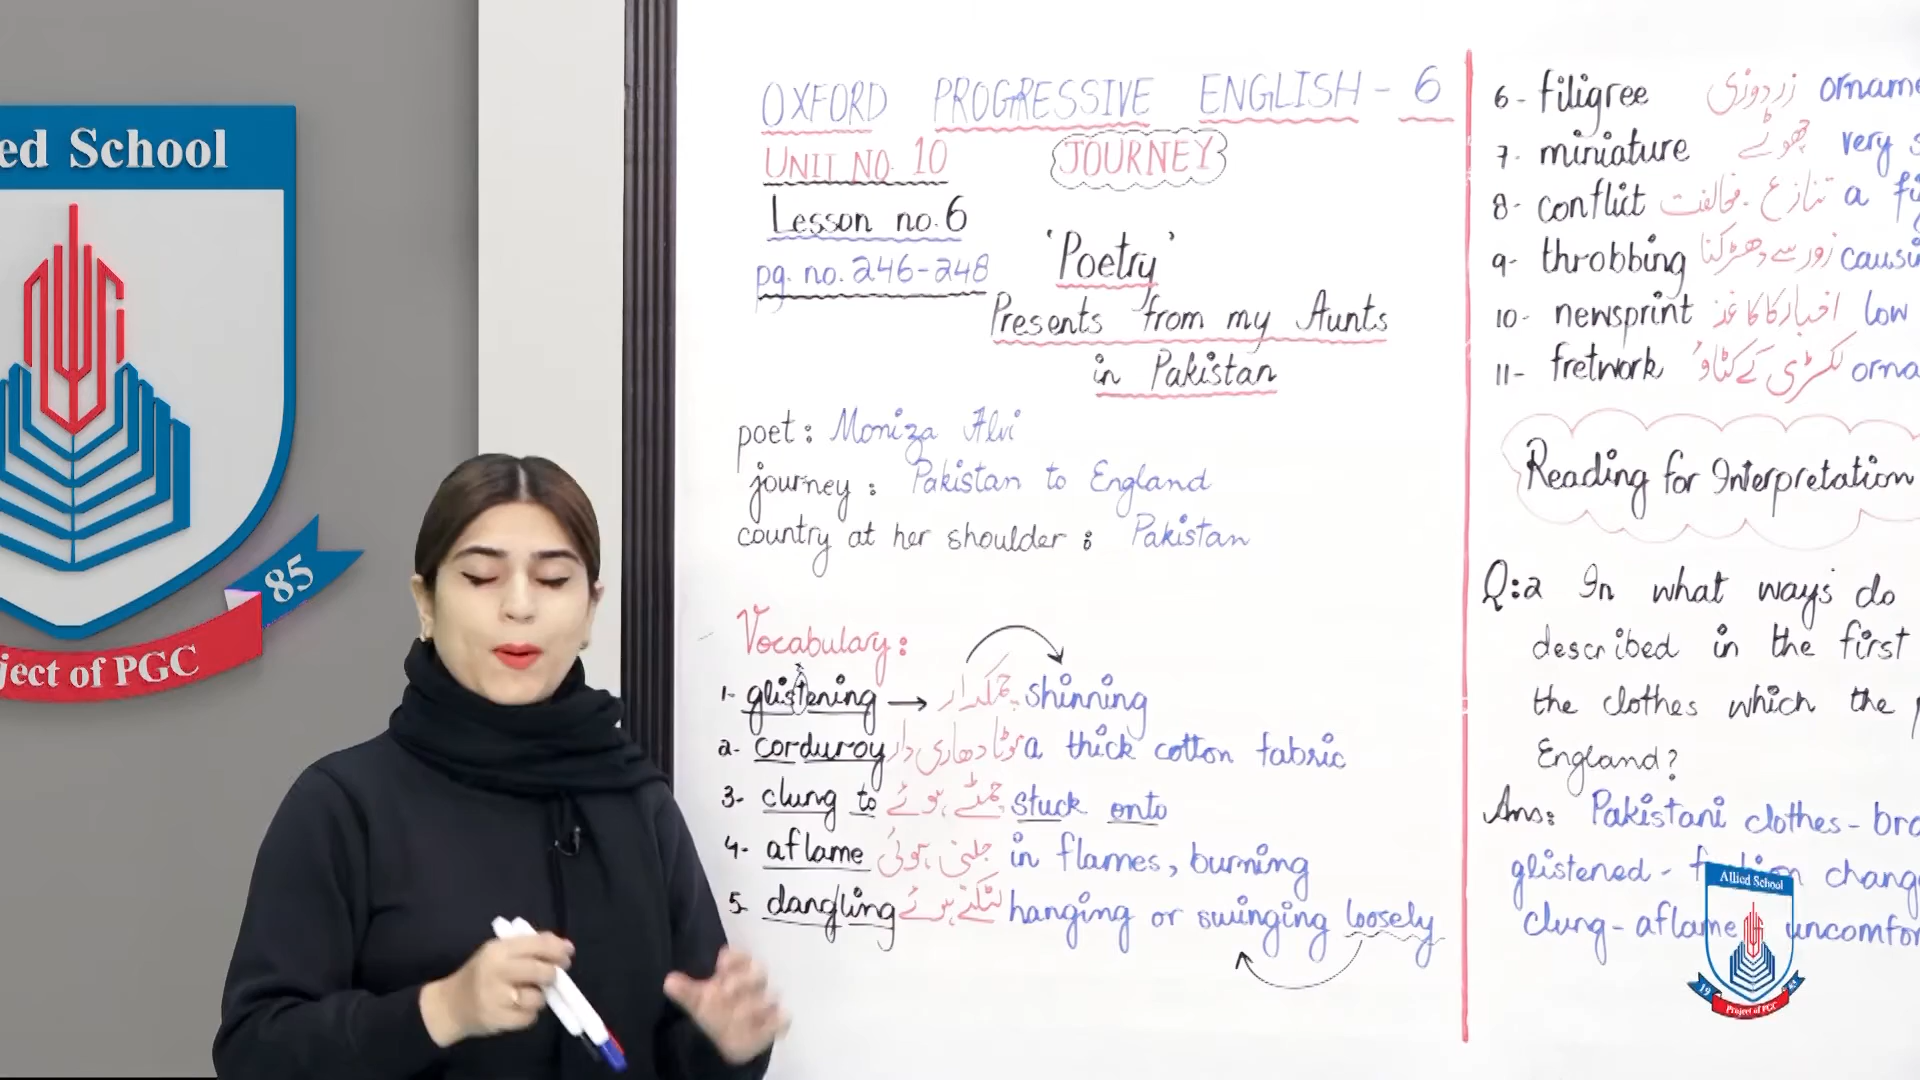 ed School
85
ject of PGC
OXFORD PROGRESSIVE ENGLISH - 6
UNIT NO. 10
JOURNEY
Lesson no. 6
pg. no. 246-248
'Poetry'
Presents from my Aunts
in Pakistan
poet : Moniza Alvi
journey : Pakistan to England
country at her shoulder : Pakistan
Vocabulary :
1- glistening → چمکدار shinning
2- corduroy موٹا دھاری دار a thick cotton fabric
3- clung to چمٹے ہوئے stuck onto
4- aflame جلتی ہوئی in flames, burning
5- dangling لٹکتے ہوئے hanging or swinging loosely
6- filigree زردوزی orname
7- miniature چھوٹے very s
8- conflict تنازع . مخالفت a fi
9- throbbing زور سے دھڑکنا causi
10- newsprint اخبار کا کاغذ low
11- fretwork لکڑی کے کٹاؤ orna
Reading for Interpretation
Q:2 In what ways do
described in the first
the clothes which the
England?
Ans: Pakistani clothes - bro
glistened - chang
clung - aflame uncomfor
Allied School
19 85
Project of PGC